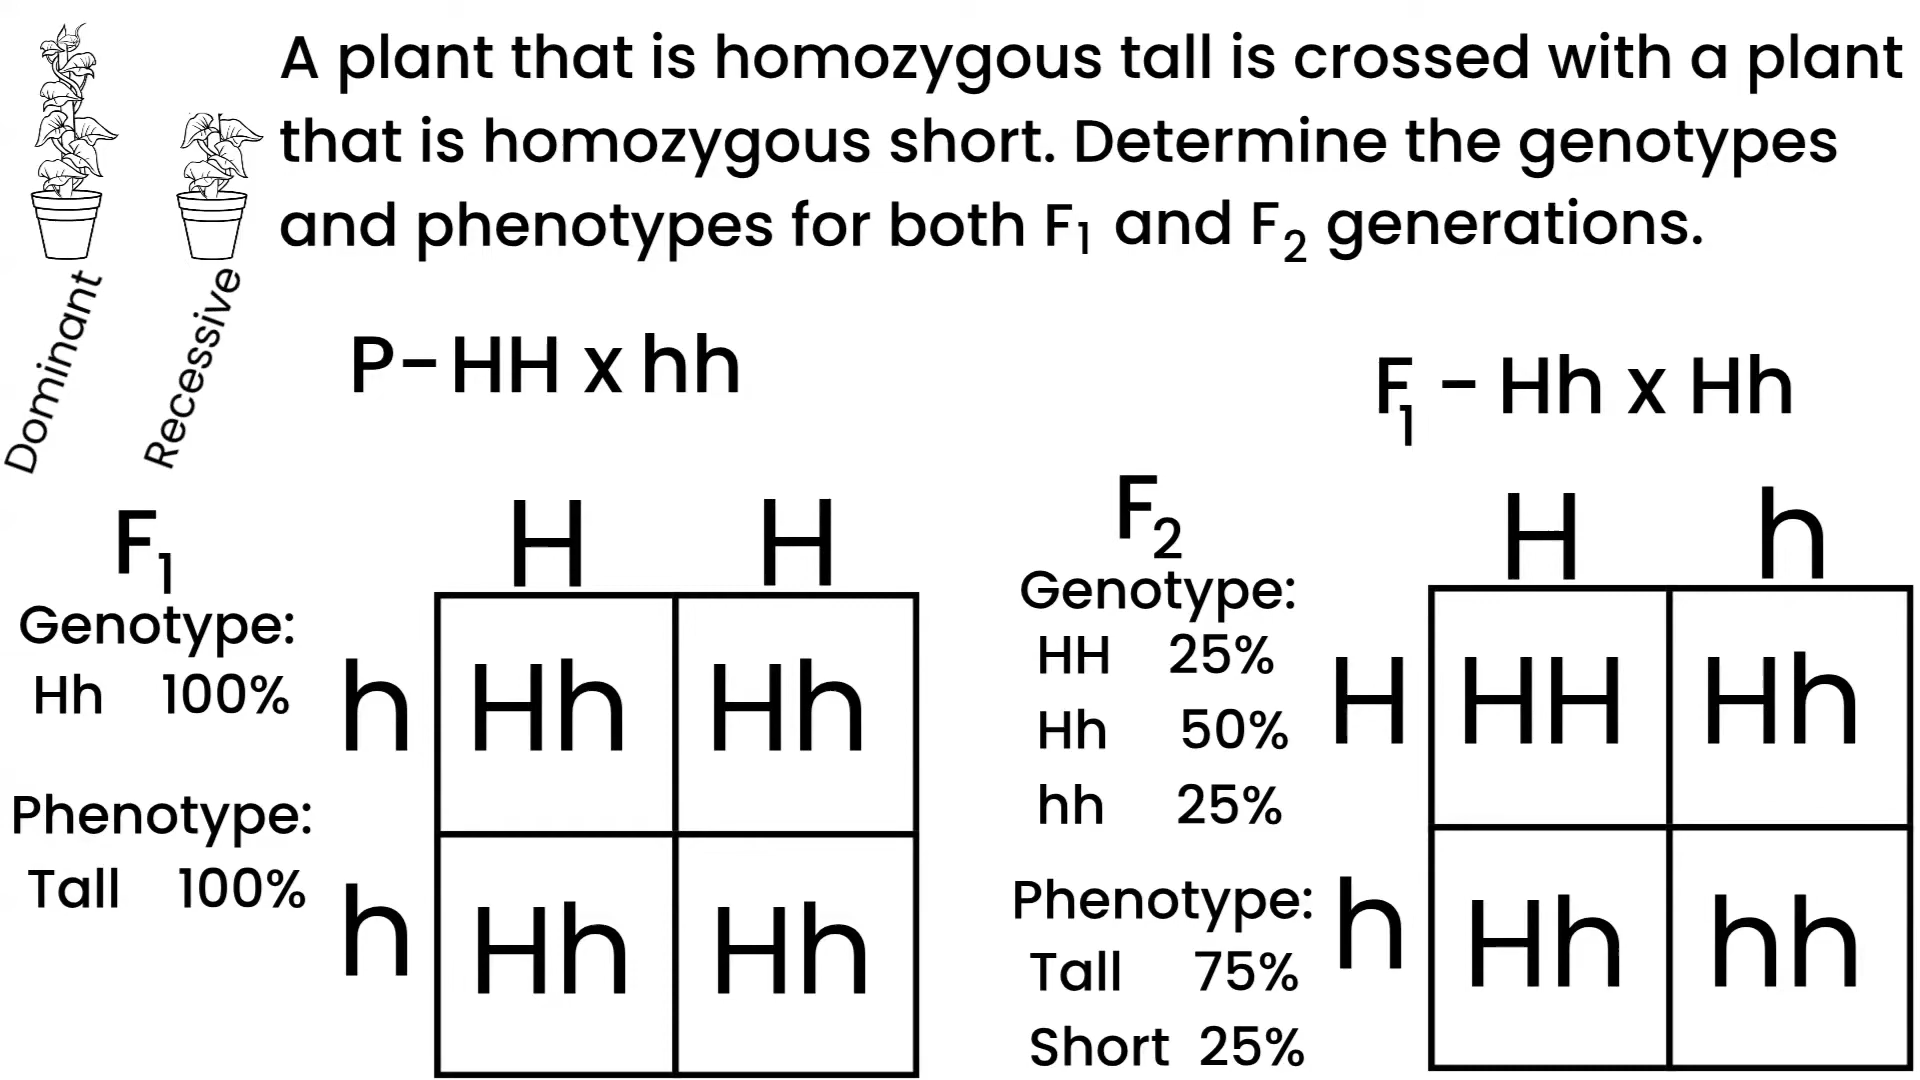 A plant that is homozygous tall is crossed with a plant
that is homozygous short. Determine the genotypes
and phenotypes for both F₁ and F₂ generations.
Dominant
Recessive
P - HH x hh
F₁
Genotype:
Hh 100%
Phenotype:
Tall 100%
H H
h Hh Hh
h Hh Hh
F₁ - Hh x Hh
F₂
Genotype:
HH 25%
Hh 50%
hh 25%
Phenotype:
Tall 75%
Short 25%
H h
H HH Hh
h Hh hh